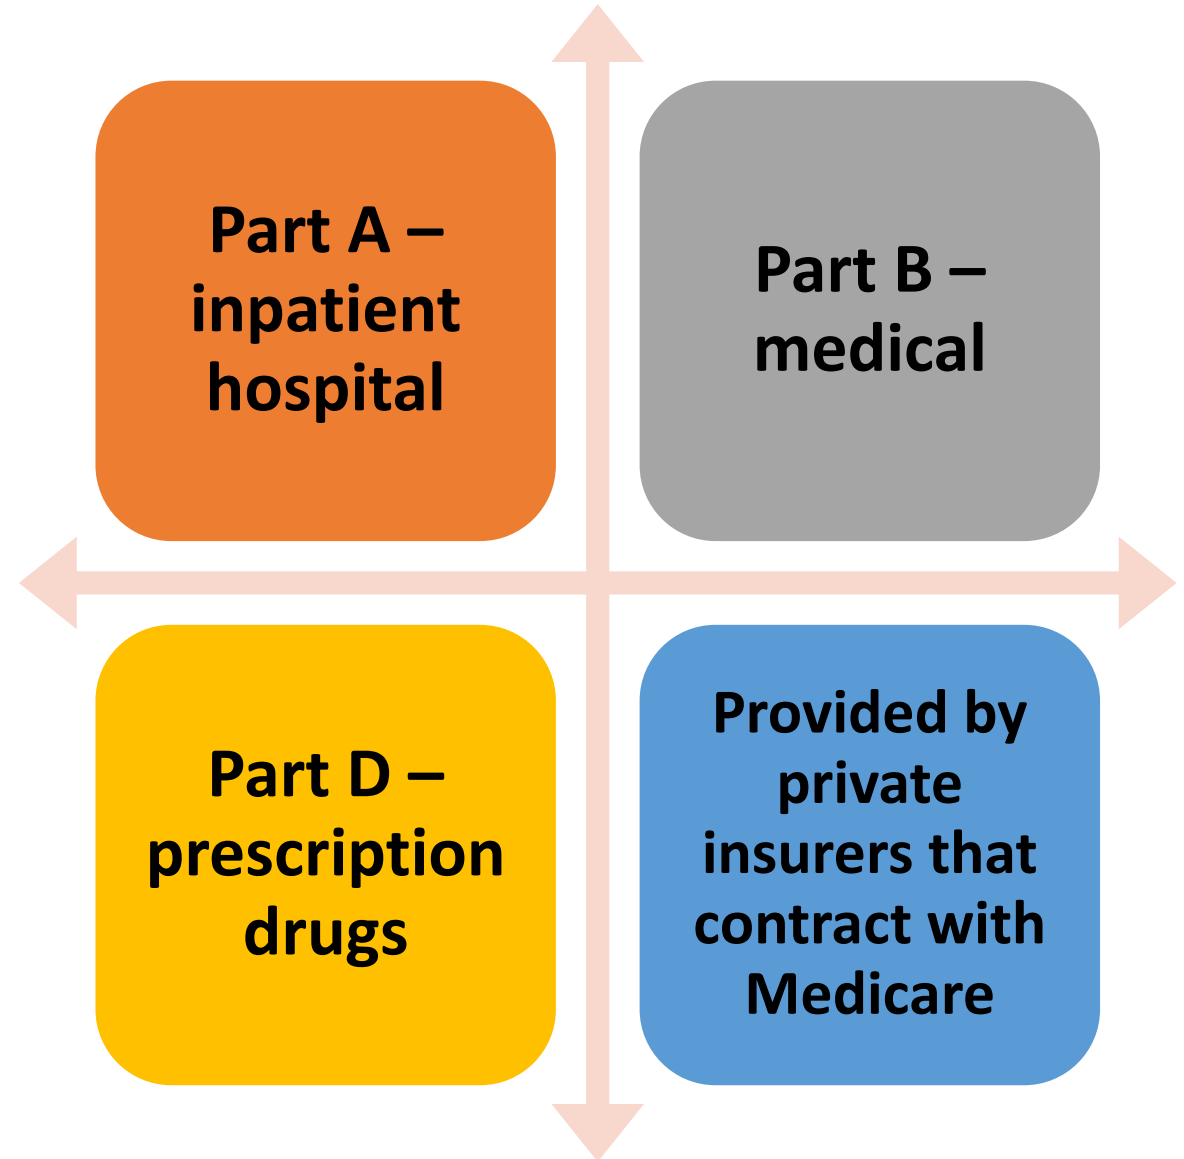 Part A –
inpatient
hospital
Part B –
medical
Part D –
prescription
drugs
Provided by
private
insurers that
contract with
Medicare